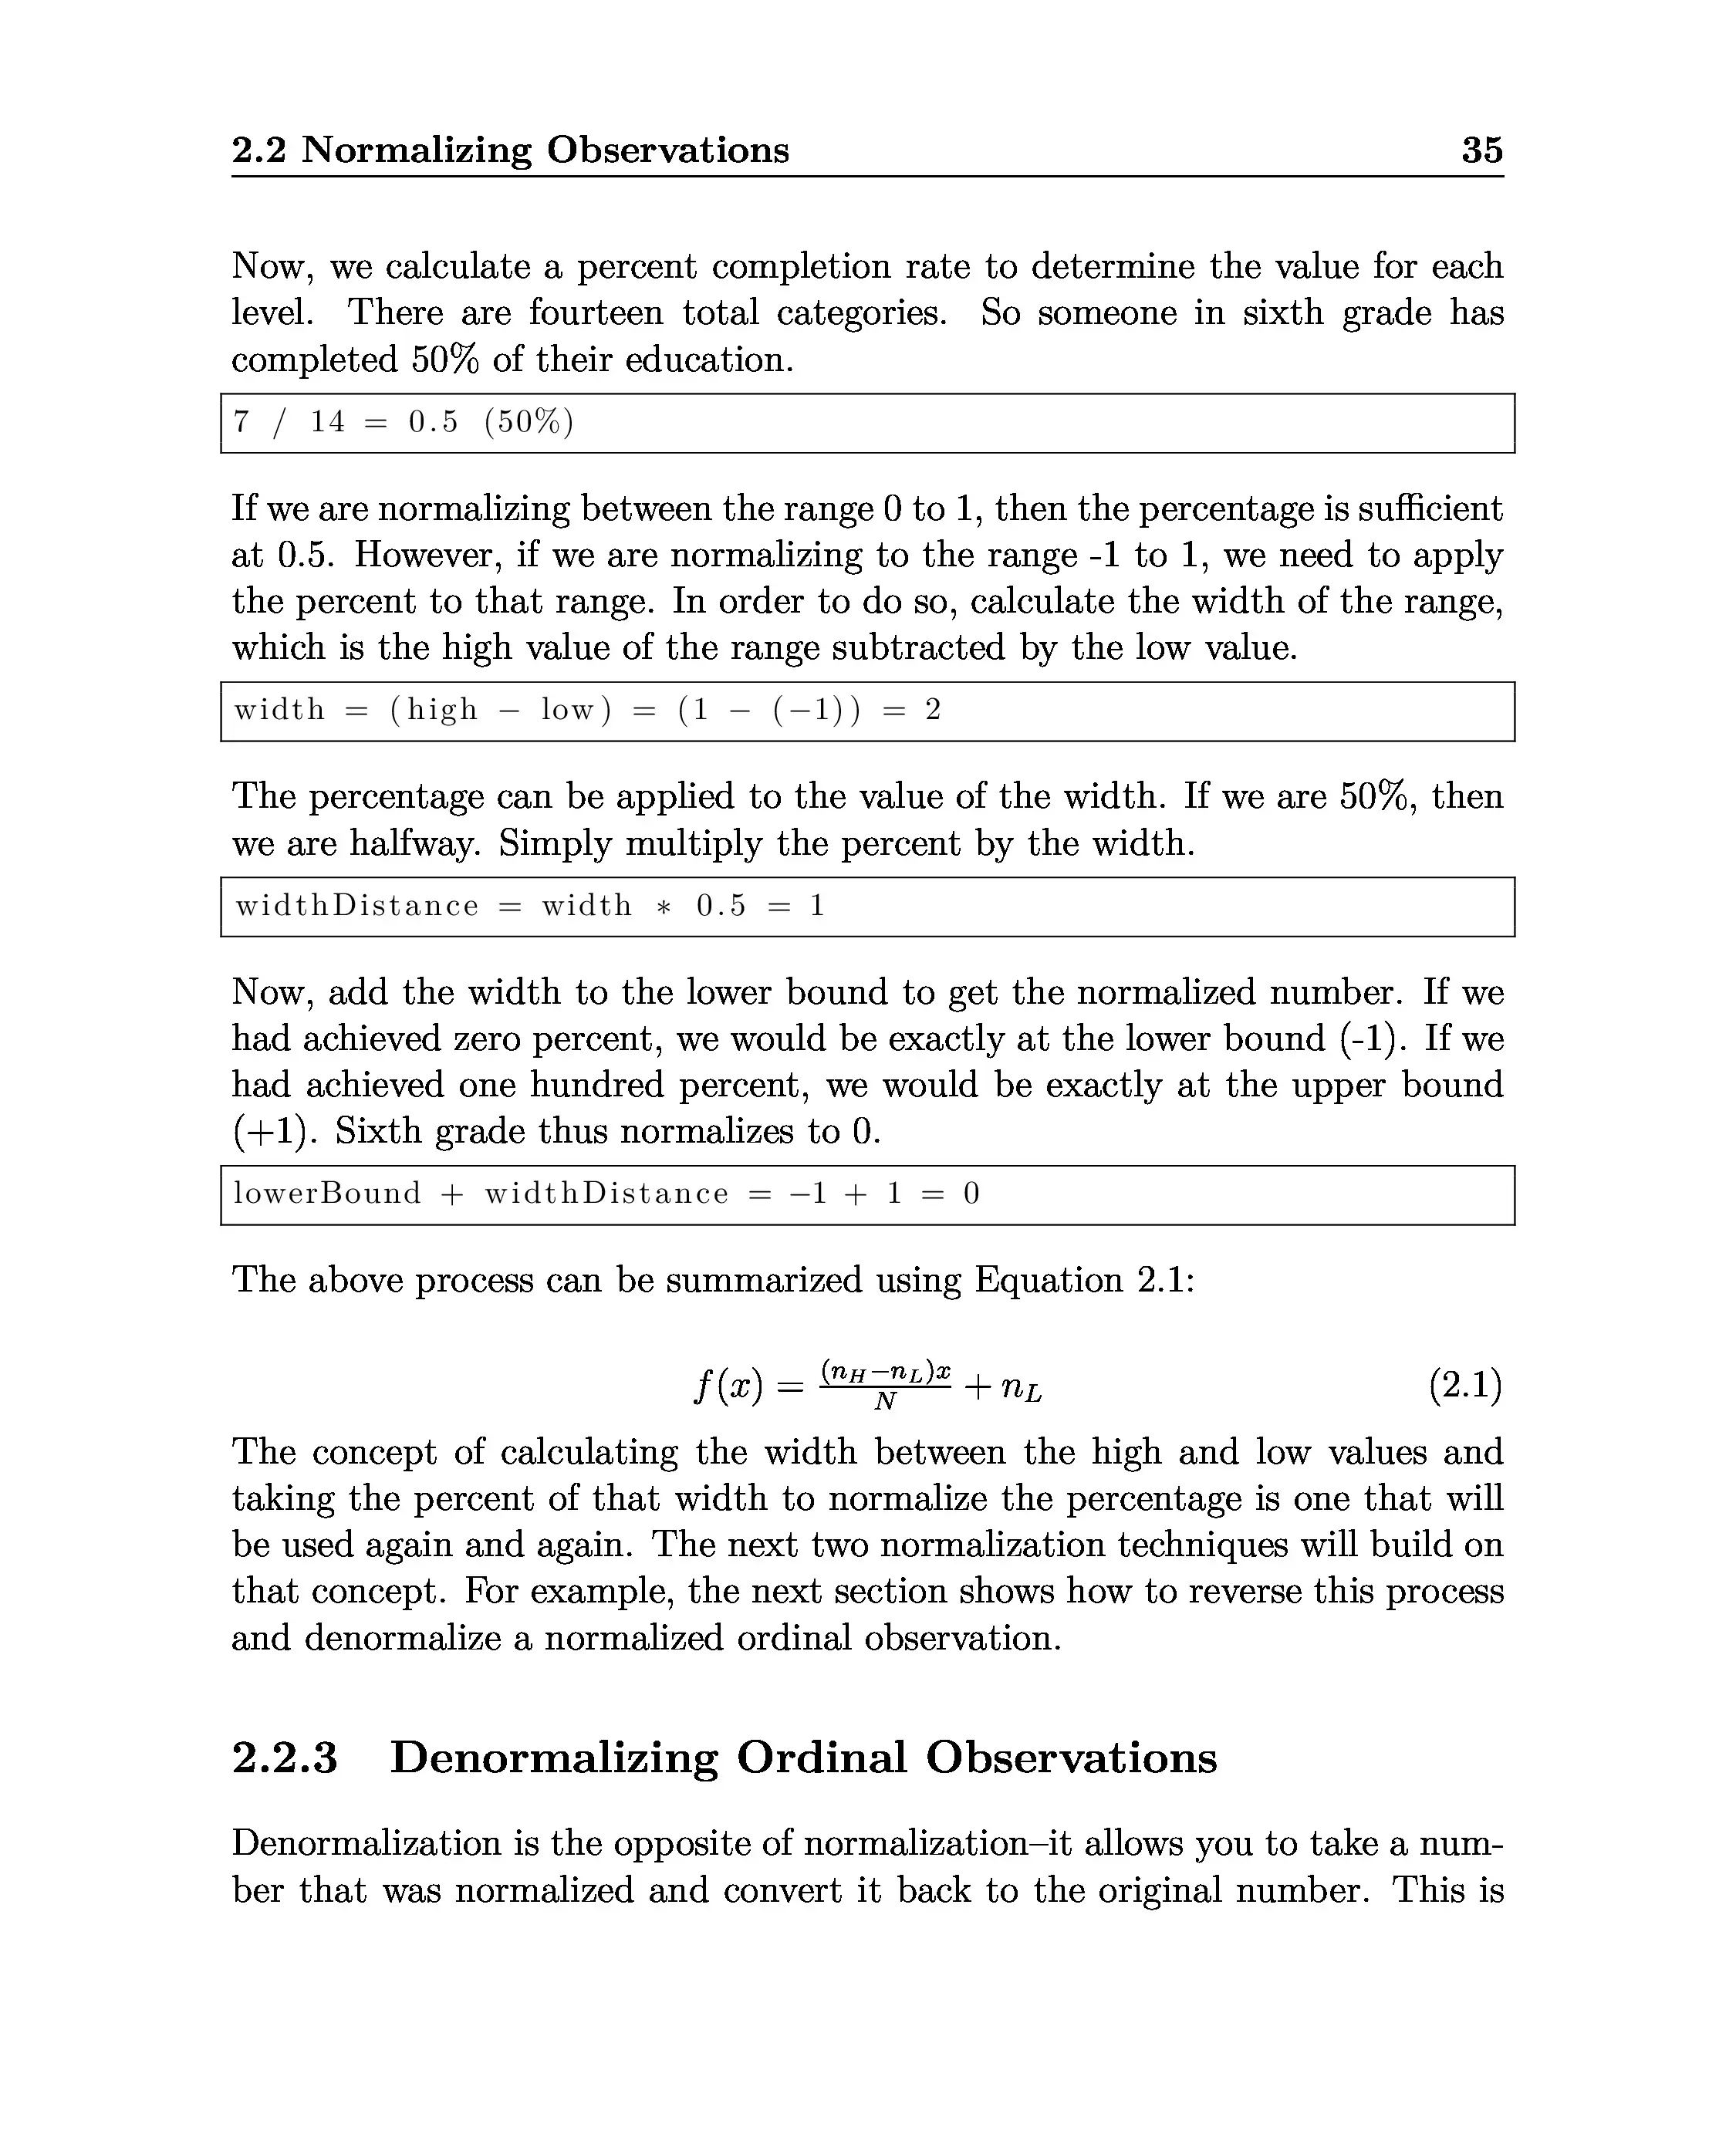 2.2 Normalizing Observations 35
Now, we calculate a percent completion rate to determine the value for each
level. There are fourteen total categories. So someone in sixth grade has
completed 50% of their education.
7 / 14 = 0.5 (50%)
If we are normalizing between the range 0 to 1, then the percentage is sufficient
at 0.5. However, if we are normalizing to the range -1 to 1, we need to apply
the percent to that range. In order to do so, calculate the width of the range,
which is the high value of the range subtracted by the low value.
width = (high − low) = (1 − (−1)) = 2
The percentage can be applied to the value of the width. If we are 50%, then
we are halfway. Simply multiply the percent by the width.
widthDistance = width * 0.5 = 1
Now, add the width to the lower bound to get the normalized number. If we
had achieved zero percent, we would be exactly at the lower bound (-1). If we
had achieved one hundred percent, we would be exactly at the upper bound
(+1). Sixth grade thus normalizes to 0.
lowerBound + widthDistance = −1 + 1 = 0
The above process can be summarized using Equation 2.1:
f(x) = (n_H−n_L)x / N + n_L (2.1)
The concept of calculating the width between the high and low values and
taking the percent of that width to normalize the percentage is one that will
be used again and again. The next two normalization techniques will build on
that concept. For example, the next section shows how to reverse this process
and denormalize a normalized ordinal observation.
2.2.3 Denormalizing Ordinal Observations
Denormalization is the opposite of normalization–it allows you to take a num-
ber that was normalized and convert it back to the original number. This is